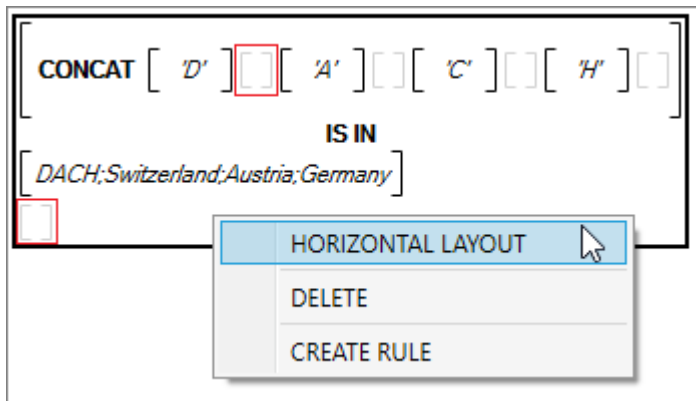 CONCAT [ 'D' ] [ ] [ 'A' ] [ ] [ 'C' ] [ ] [ 'H' ] [ ]
IS IN
[ DACH;Switzerland;Austria;Germany ]
[ ]
HORIZONTAL LAYOUT
DELETE
CREATE RULE